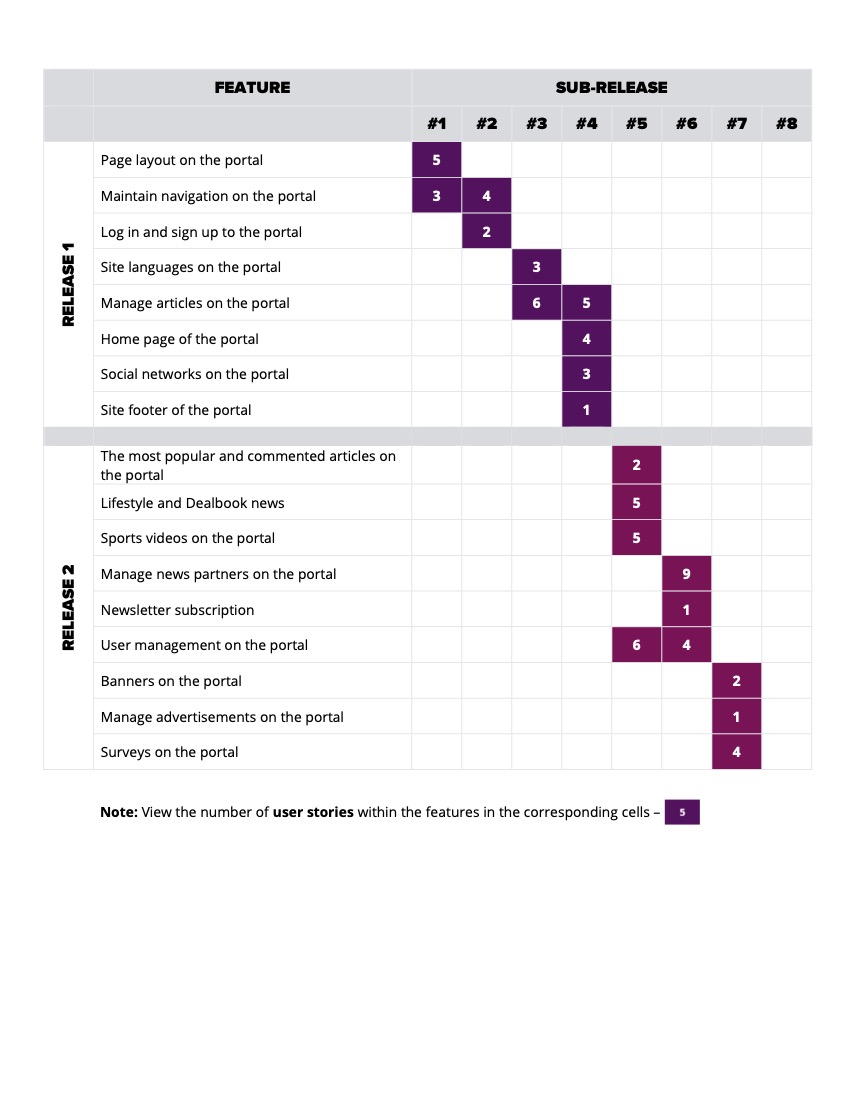 FEATURE SUB-RELEASE
#1 #2 #3 #4 #5 #6 #7 #8
RELEASE 1
Page layout on the portal 5
Maintain navigation on the portal 3 4
Log in and sign up to the portal 2
Site languages on the portal 3
Manage articles on the portal 6 5
Home page of the portal 4
Social networks on the portal 3
Site footer of the portal 1
RELEASE 2
The most popular and commented articles on
the portal 2
Lifestyle and Dealbook news 5
Sports videos on the portal 5
Manage news partners on the portal 9
Newsletter subscription 1
User management on the portal 6 4
Banners on the portal 2
Manage advertisements on the portal 1
Surveys on the portal 4
Note: View the number of user stories within the features in the corresponding cells – 5